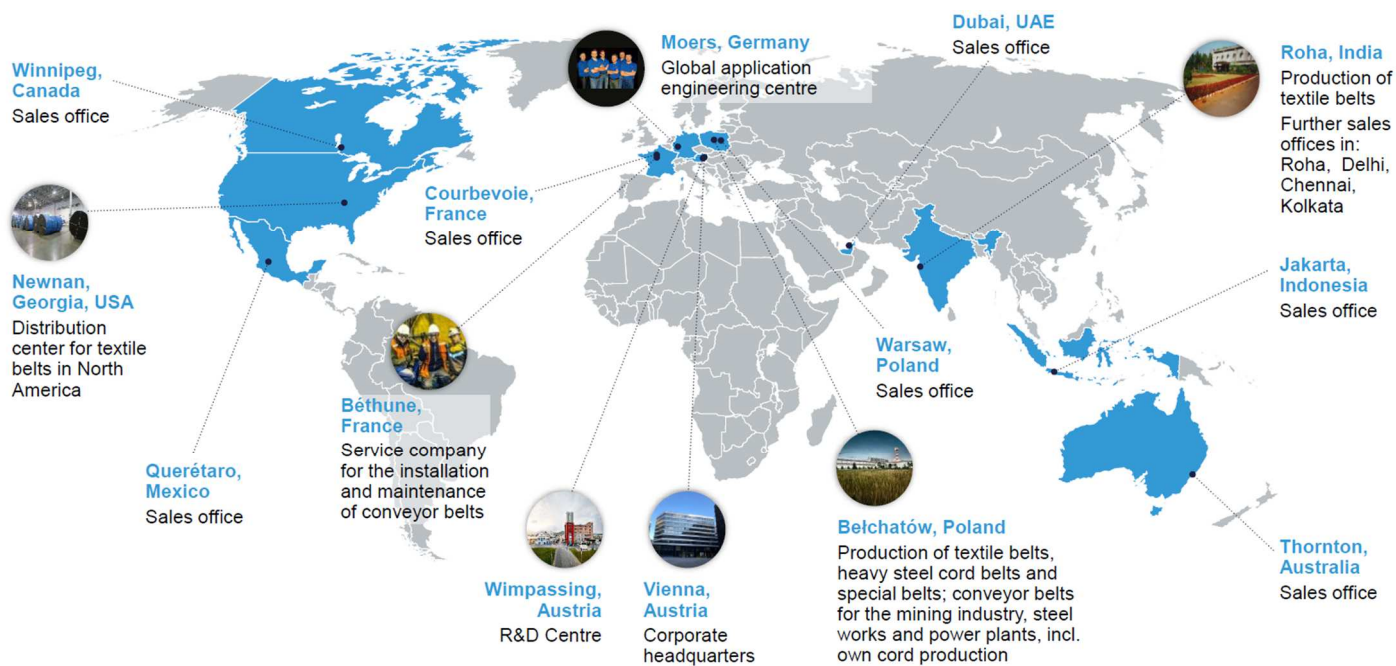 Winnipeg,
Canada
Sales office
Newnan,
Georgia, USA
Distribution
center for textile
belts in North
America
Querétaro,
Mexico
Sales office
Courbevoie,
France
Sales office
Béthune,
France
Service company
for the installation
and maintenance
of conveyor belts
Moers, Germany
Global application
engineering centre
Wimpassing,
Austria
R&D Centre
Vienna,
Austria
Corporate
headquarters
Dubai, UAE
Sales office
Warsaw,
Poland
Sales office
Bełchatów, Poland
Production of textile belts,
heavy steel cord belts and
special belts; conveyor belts
for the mining industry, steel
works and power plants, incl.
own cord production
Roha, India
Production of
textile belts
Further sales
offices in:
Roha, Delhi,
Chennai,
Kolkata
Jakarta,
Indonesia
Sales office
Thornton,
Australia
Sales office